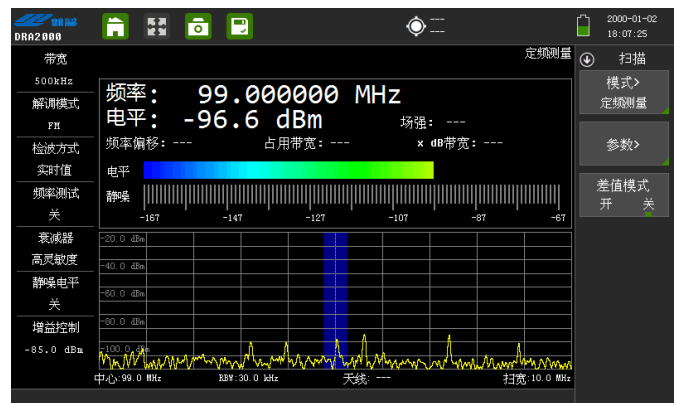 DRA2000
2000-01-02
18:07:25
---
---
带宽
500kHz
解调模式
FM
检波方式
实时值
频率测试
关
衰减器
高灵敏度
静噪电平
关
增益控制
-85.0 dBm
定频测量
频率: 99.000000 MHz
电平: -96.6 dBm 场强: ---
频率偏移: --- 占用带宽: --- x dB带宽: ---
电平
静噪
-167 -147 -127 -107 -87 -67
-20.0 dBm
-40.0 dBm
-60.0 dBm
-80.0 dBm
-100.0 dBm
中心:99.0 MHz RBW:30.0 kHz 天线: --- 扫宽:10.0 MHz
扫描
模式>
定频测量
参数>
差值模式
开 关